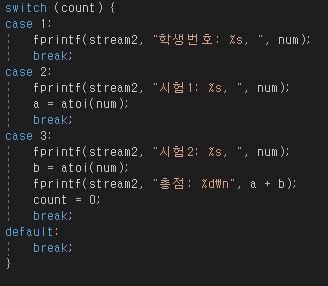 switch (count) {
case 1:
fprintf(stream2, "학생번호: %s, ", num);
break;
case 2:
fprintf(stream2, "시험1: %s, ", num);
a = atoi(num);
break;
case 3:
fprintf(stream2, "시험2: %s, ", num);
b = atoi(num);
fprintf(stream2, "총점: %d₩n", a + b);
count = 0;
break;
default:
break;
}